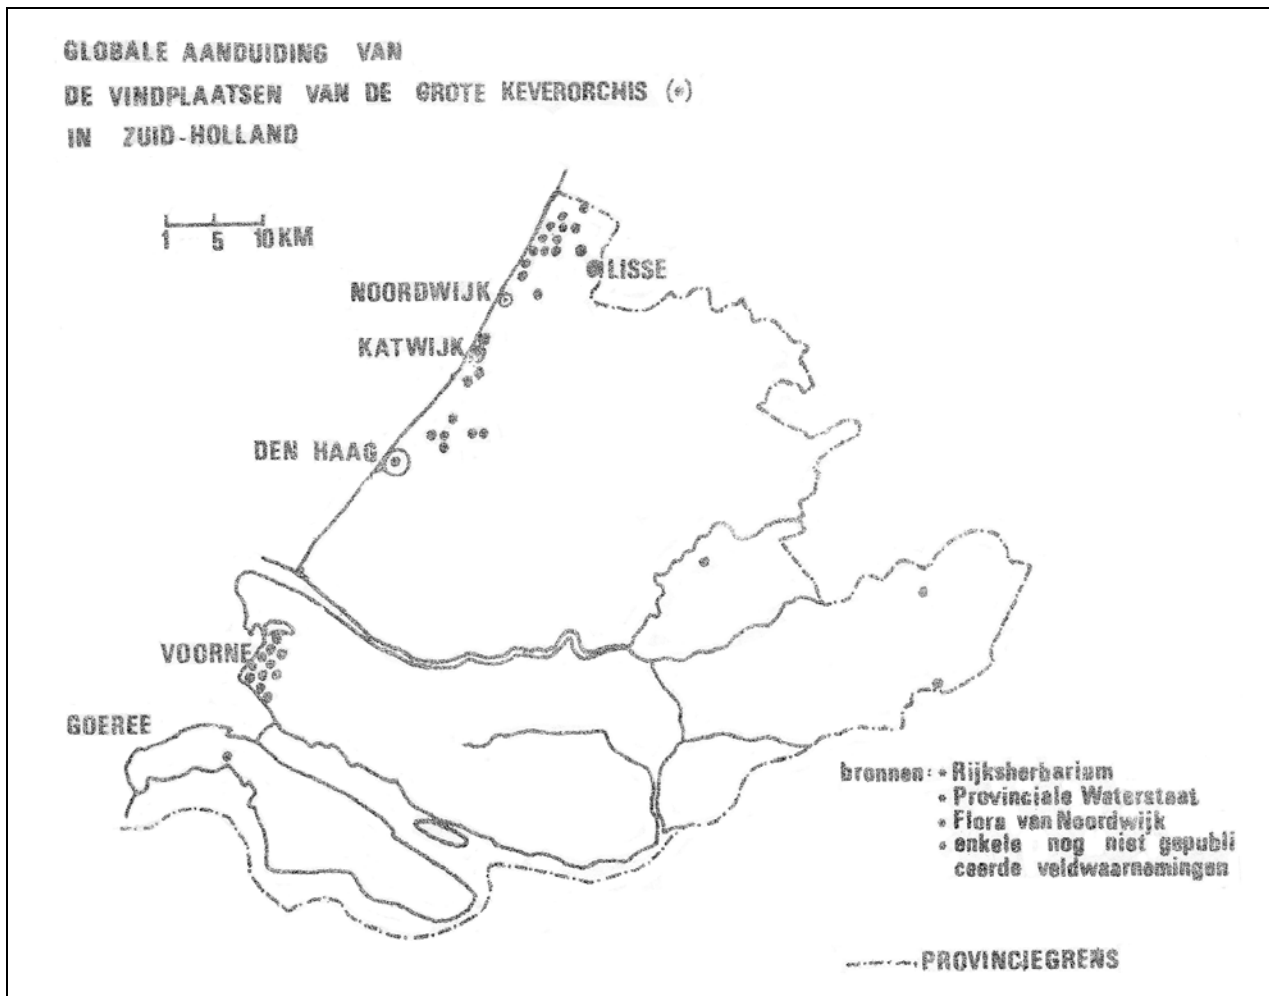 GLOBALE AANDUIDING VAN
DE VINDPLAATSEN VAN DE GROTE KEVERORCHIS (•)
IN ZUID-HOLLAND
1 5 10 KM
LISSE
NOORDWIJK
KATWIJK
DEN HAAG
VOORNE
GOEREE
bronnen: • Rijksherbarium
• Provinciale Waterstaat
• Flora van Noordwijk
• enkele nog niet gepubli
ceerde veldwaarnemingen
PROVINCIEGRENS